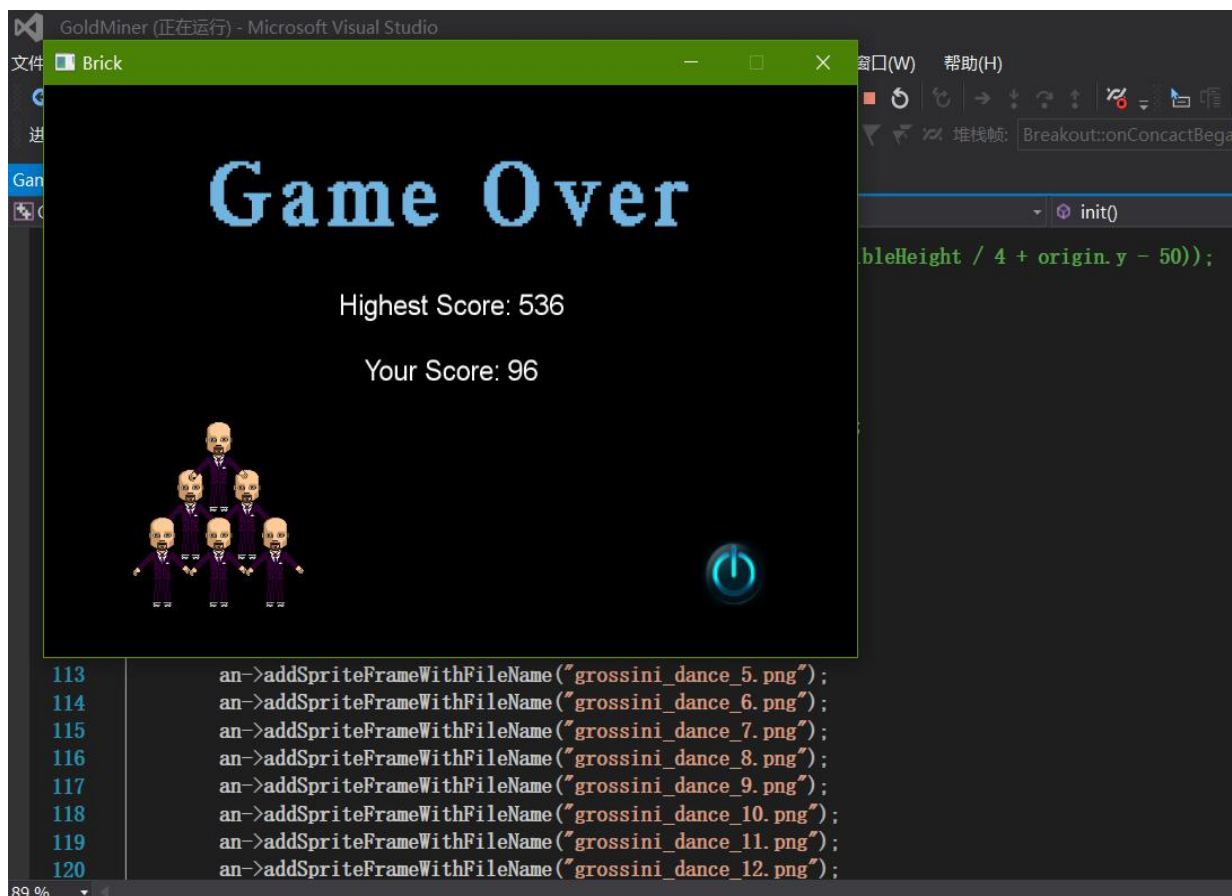 GoldMiner (正在运行) - Microsoft Visual Studio
文件
Brick
窗口(W) 帮助(H)
进
堆栈帧: Breakout::onConcactBega
Gam
init()
bleHeight / 4 + origin.y - 50));
Game Over
Highest Score: 536
Your Score: 96
;
113 an->addSpriteFrameWithFileName("grossini_dance_5.png");
114 an->addSpriteFrameWithFileName("grossini_dance_6.png");
115 an->addSpriteFrameWithFileName("grossini_dance_7.png");
116 an->addSpriteFrameWithFileName("grossini_dance_8.png");
117 an->addSpriteFrameWithFileName("grossini_dance_9.png");
118 an->addSpriteFrameWithFileName("grossini_dance_10.png");
119 an->addSpriteFrameWithFileName("grossini_dance_11.png");
120 an->addSpriteFrameWithFileName("grossini_dance_12.png");
89 %